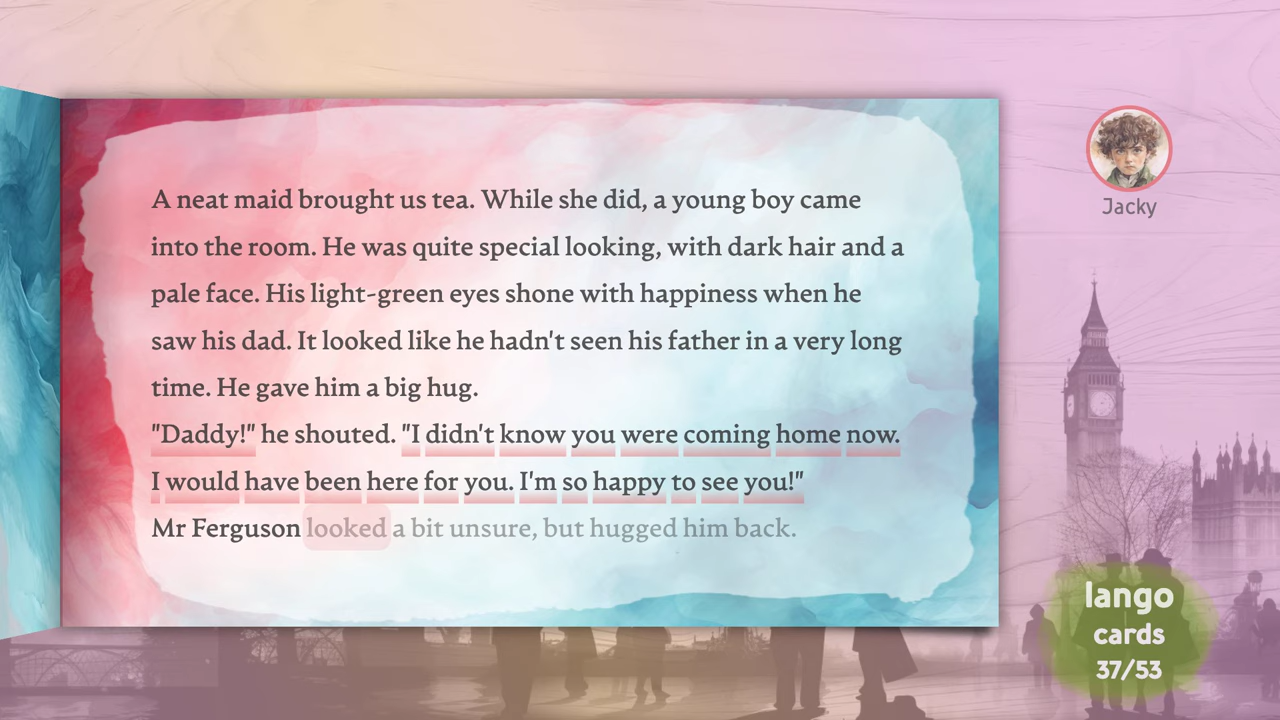 A neat maid brought us tea. While she did, a young boy came
into the room. He was quite special looking, with dark hair and a
pale face. His light-green eyes shone with happiness when he
saw his dad. It looked like he hadn't seen his father in a very long
time. He gave him a big hug.
"Daddy!" he shouted. "I didn't know you were coming home now.
I would have been here for you. I'm so happy to see you!"
Mr Ferguson looked a bit unsure, but hugged him back.
Jacky
lango
cards
37/53